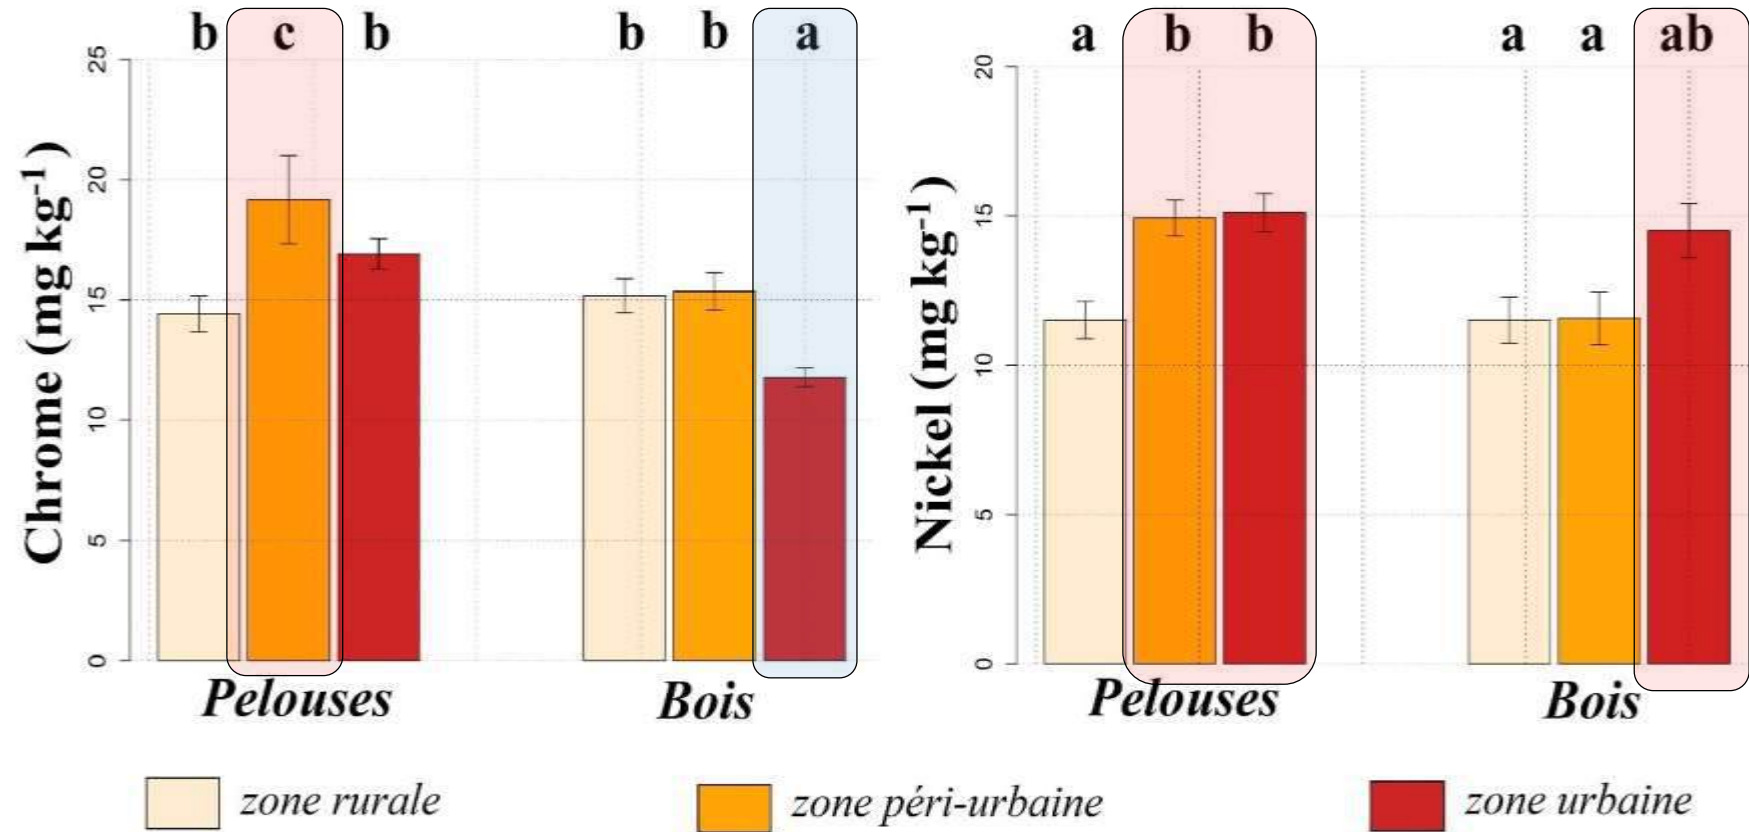 b c b b b a
25
20
15
10
5
0
Chrome (mg kg-1)
Pelouses Bois
a b b a a ab
20
15
10
5
0
Nickel (mg kg-1)
Pelouses Bois
zone rurale zone péri-urbaine zone urbaine